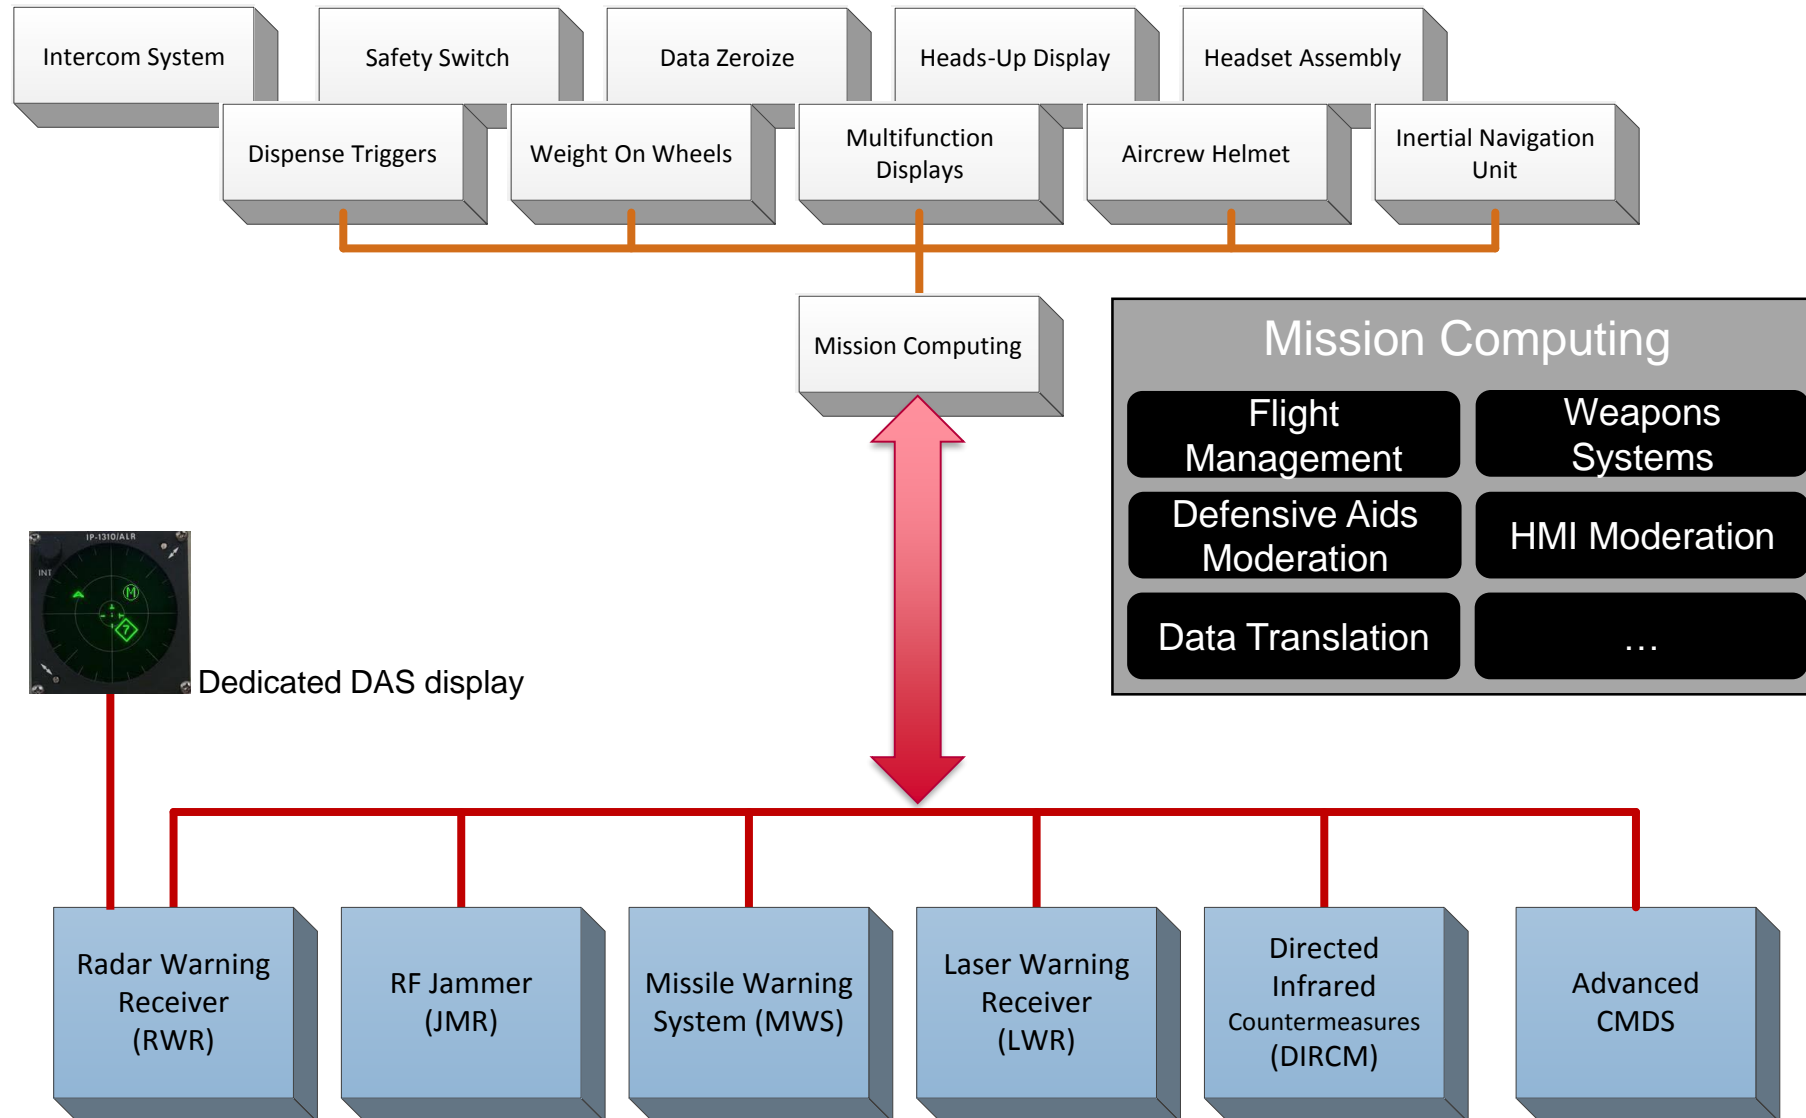 Intercom System
Safety Switch
Data Zeroize
Heads-Up Display
Headset Assembly
Dispense Triggers
Weight On Wheels
Multifunction
Displays
Aircrew Helmet
Inertial Navigation
Unit
Mission Computing
Mission Computing
Flight
Management
Weapons
Systems
Defensive Aids
Moderation
HMI Moderation
Data Translation
...
IP-1310/ALR
INT
M
?
Dedicated DAS display
Radar Warning
Receiver
(RWR)
RF Jammer
(JMR)
Missile Warning
System (MWS)
Laser Warning
Receiver
(LWR)
Directed
Infrared
Countermeasures
(DIRCM)
Advanced
CMDS